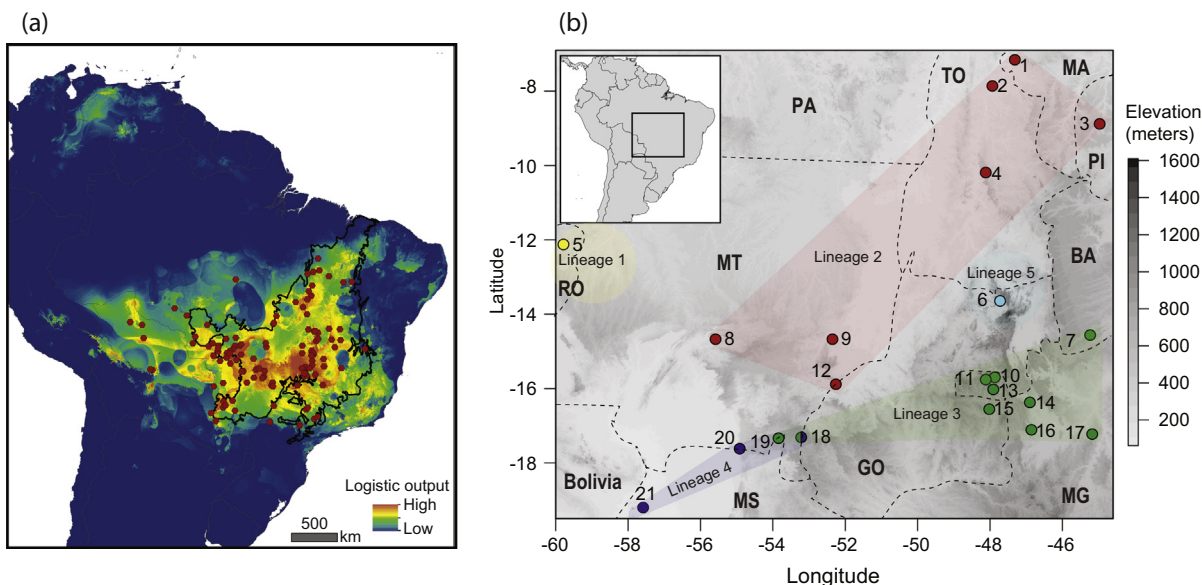 (a)
Logistic output
High
Low
500
km
(b)
Elevation
(meters)
1600
1400
1200
1000
800
600
400
200
Latitude
-8
-10
-12
-14
-16
-18
-60
-58
-56
-54
-52
-50
-48
-46
Longitude
PA
TO
MA
PI
BA
MT
RO
Bolivia
MS
GO
MG
Lineage 1
Lineage 2
Lineage 3
Lineage 4
Lineage 5
1
2
3
4
5
6
7
8
9
10
11
12
13
14
15
16
17
18
19
20
21